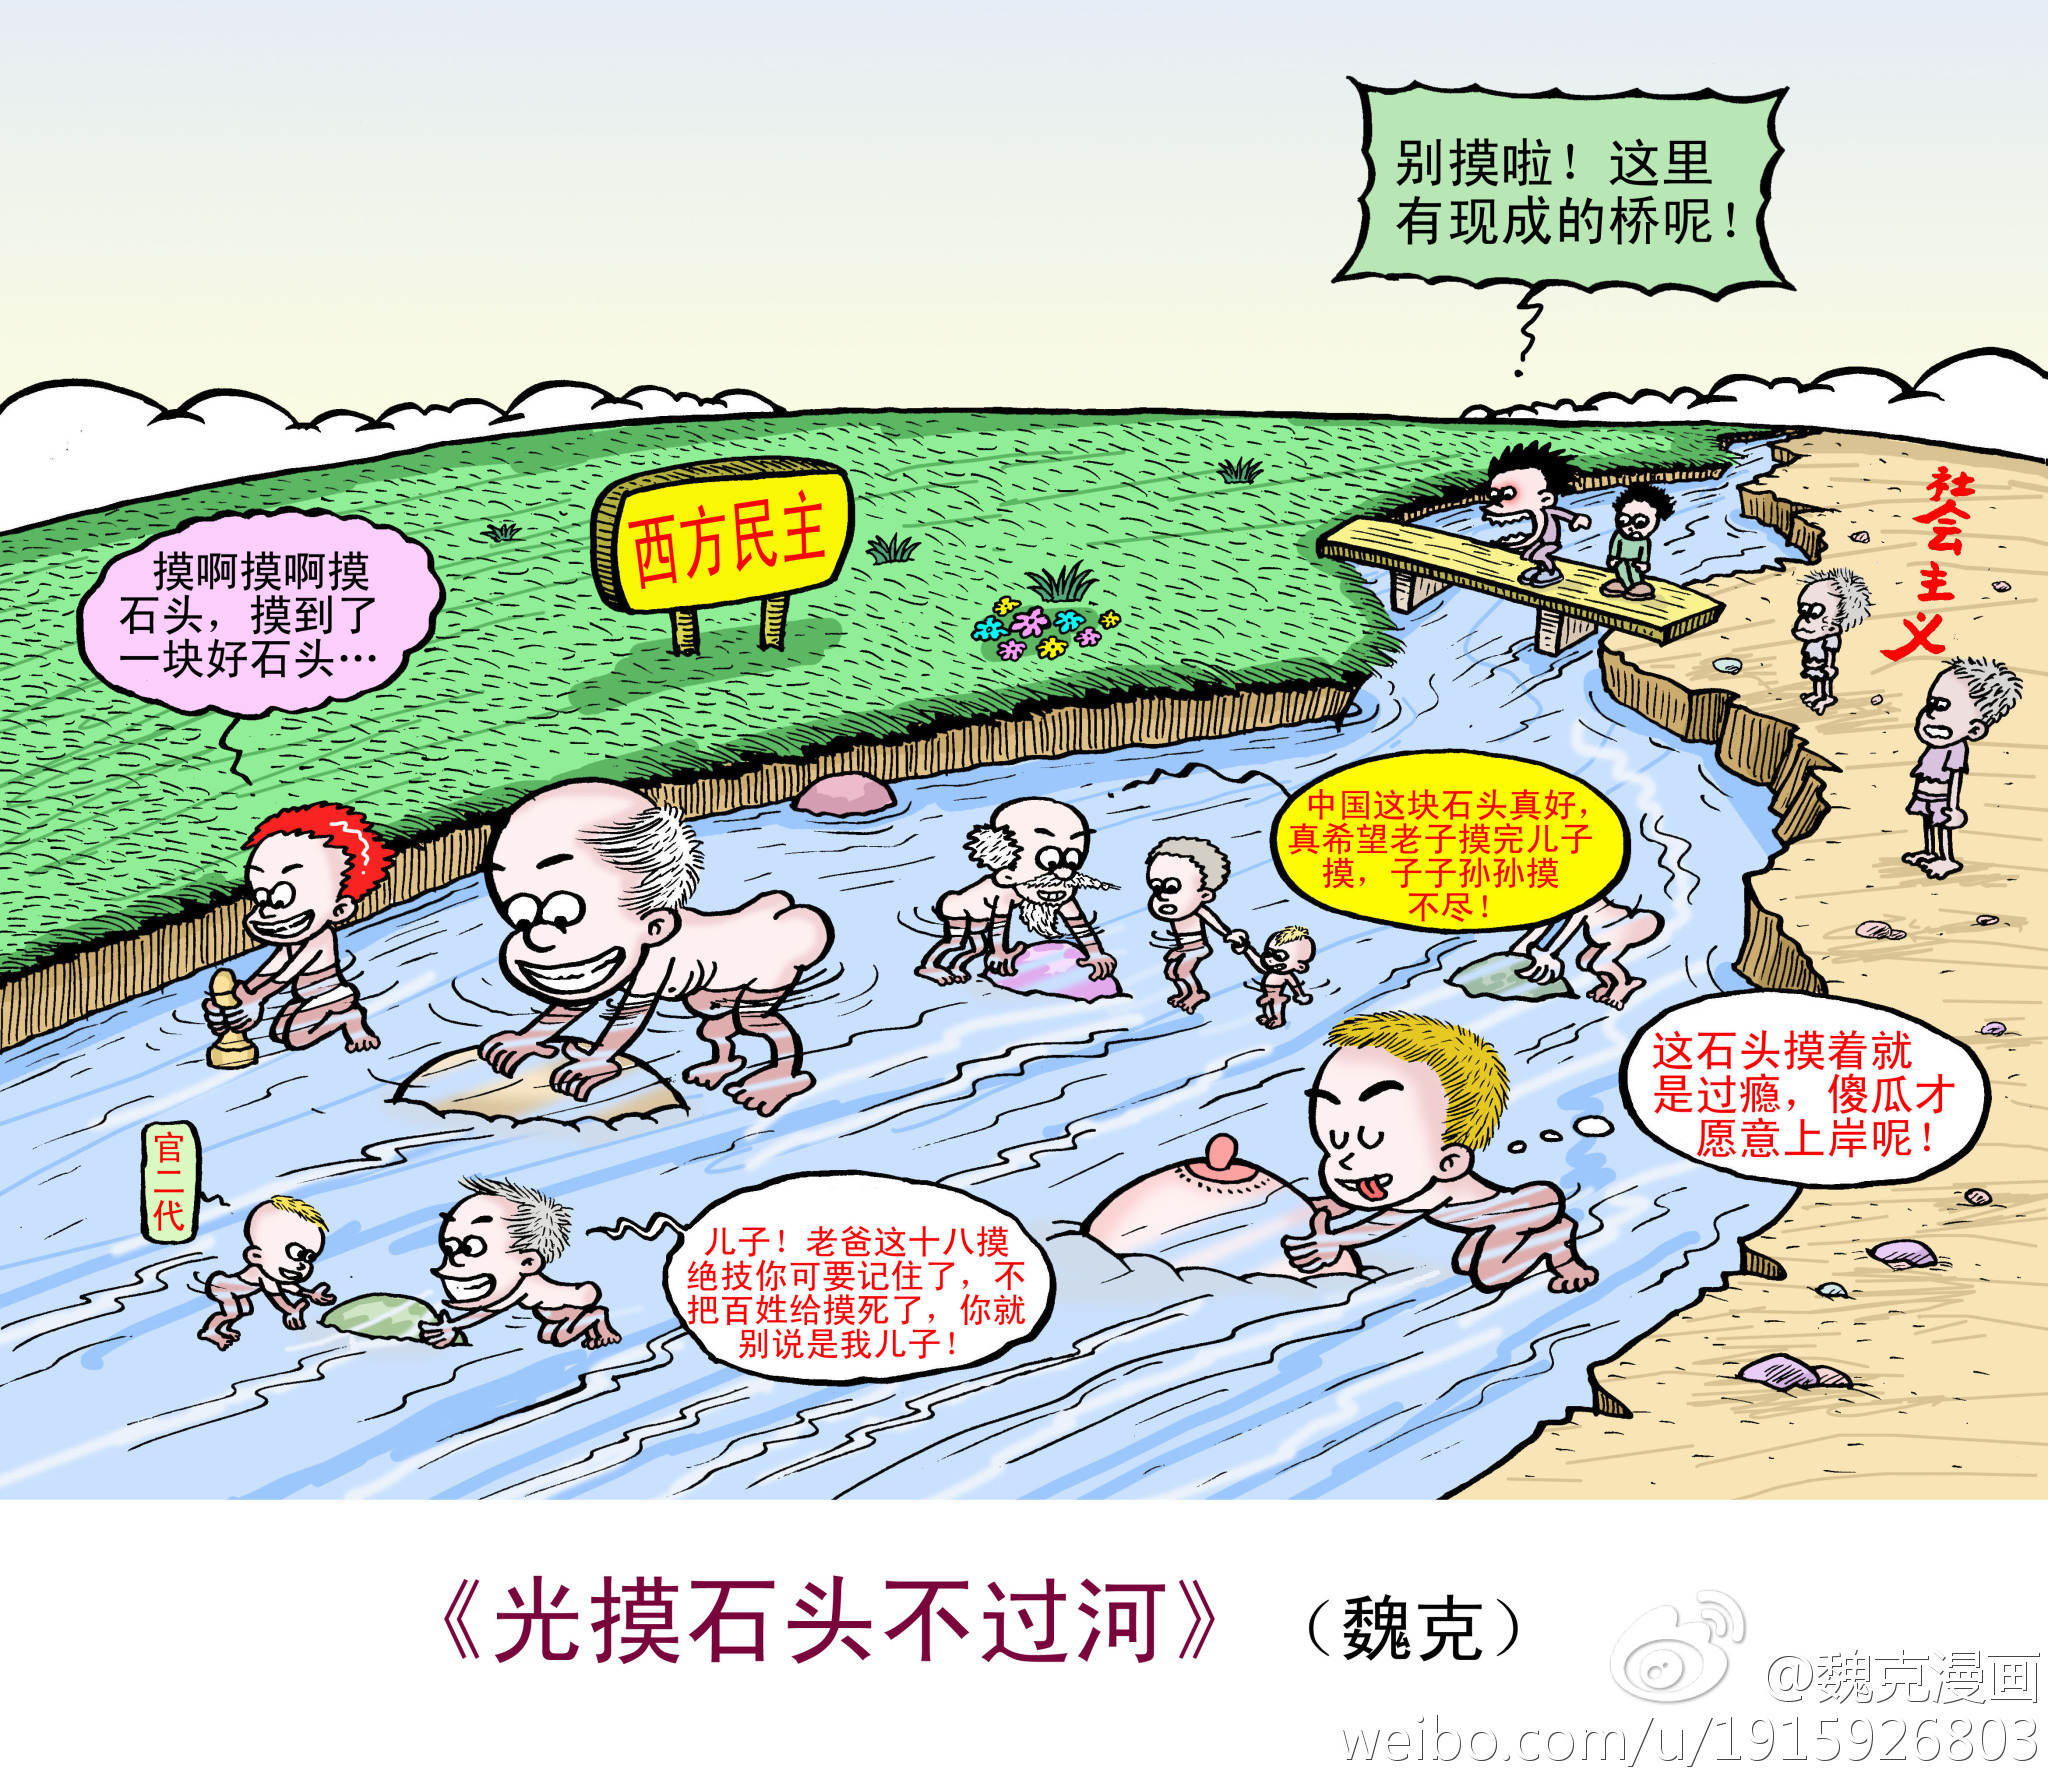 别摸啦！这里
有现成的桥呢！
西方民主
社会主义
摸啊摸啊摸
石头，摸到了
一块好石头…
中国这块石头真好，
真希望老子摸完儿子
摸，子子孙孙摸
不尽！
这石头摸着就
是过瘾，傻瓜才
愿意上岸呢！
官二代
儿子！老爸这十八摸
绝技你可要记住了，不
把百姓给摸死了，你就
别说是我儿子！
《光摸石头不过河》（魏克）
@魏克漫画
weibo.com/u/1915926803